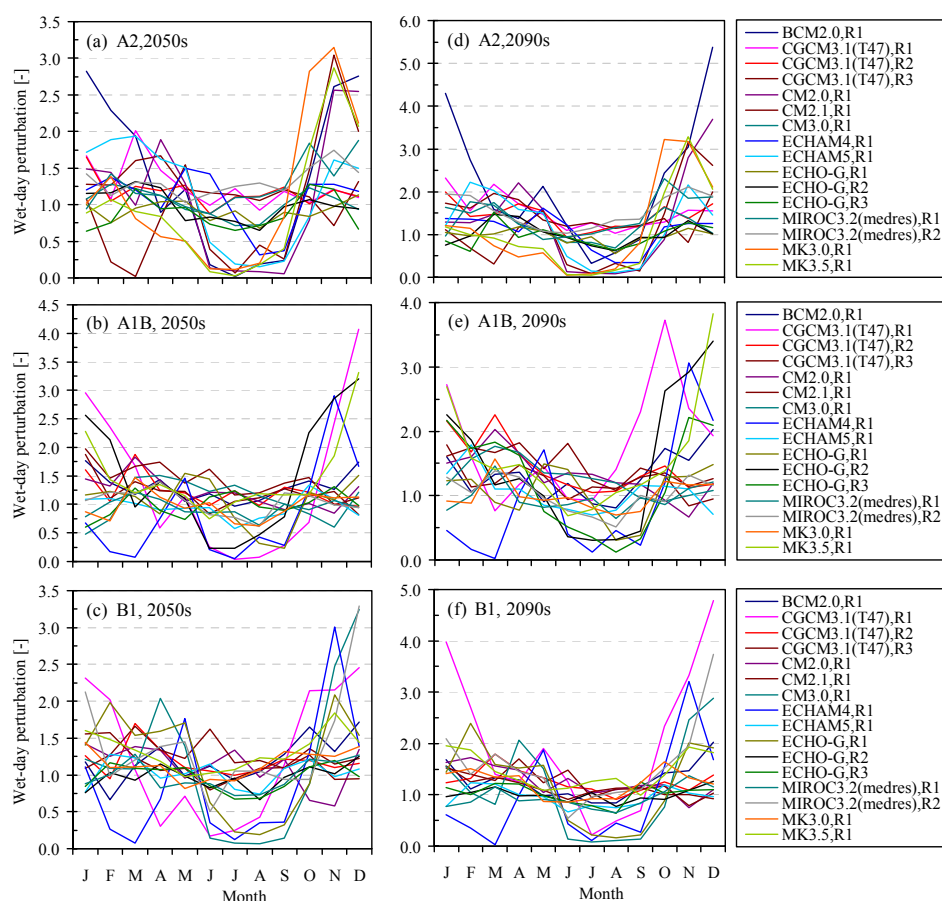 Wet-day perturbation [-]
3.5
3.0
2.5
2.0
1.5
1.0
0.5
0.0
(a) A2,2050s
6.0
5.0
4.0
3.0
2.0
1.0
0.0
(d) A2,2090s
BCM2.0,R1
CGCM3.1(T47),R1
CGCM3.1(T47),R2
CGCM3.1(T47),R3
CM2.0,R1
CM2.1,R1
CM3.0,R1
ECHAM4,R1
ECHAM5,R1
ECHO-G,R1
ECHO-G,R2
ECHO-G,R3
MIROC3.2(medres),R1
MIROC3.2(medres),R2
MK3.0,R1
MK3.5,R1
Wet-day perturbation [-]
4.5
4.0
3.5
3.0
2.5
2.0
1.5
1.0
0.5
0.0
(b) A1B, 2050s
4.0
3.0
2.0
1.0
0.0
(e) A1B, 2090s
BCM2.0,R1
CGCM3.1(T47),R1
CGCM3.1(T47),R2
CGCM3.1(T47),R3
CM2.0,R1
CM2.1,R1
CM3.0,R1
ECHAM4,R1
ECHAM5,R1
ECHO-G,R1
ECHO-G,R2
ECHO-G,R3
MIROC3.2(medres),R1
MIROC3.2(medres),R2
MK3.0,R1
MK3.5,R1
Wet-day perturbation [-]
3.5
3.0
2.5
2.0
1.5
1.0
0.5
0.0
(c) B1, 2050s
J F M A M J J A S O N D
Month
5.0
4.0
3.0
2.0
1.0
0.0
(f) B1, 2090s
J F M A M J J A S O N D
Month
BCM2.0,R1
CGCM3.1(T47),R1
CGCM3.1(T47),R2
CGCM3.1(T47),R3
CM2.0,R1
CM2.1,R1
CM3.0,R1
ECHAM4,R1
ECHAM5,R1
ECHO-G,R1
ECHO-G,R2
ECHO-G,R3
MIROC3.2(medres),R1
MIROC3.2(medres),R2
MK3.0,R1
MK3.5,R1